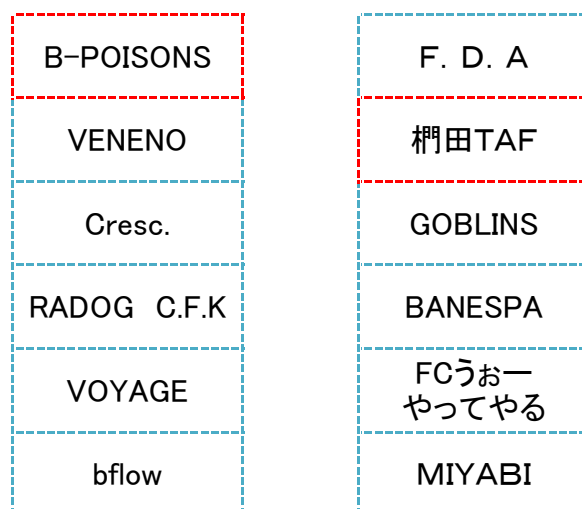 B-POISONS
VENENO
Cresc.
RADOG　C.F.K
VOYAGE
bflow
Ｆ．Ｄ．Ａ
椚田ＴＡＦ
GOBLINS
BANESPA
FCうぉー
やってやる
ＭＩＹＡＢＩ